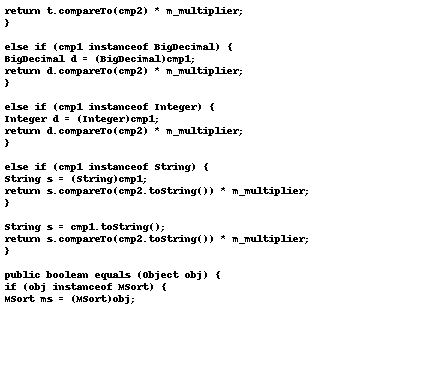 return t.compareTo(cmp2) * m_multiplier;
}
else if (cmp1 instanceof BigDecimal) {
BigDecimal d = (BigDecimal)cmp1;
return d.compareTo(cmp2) * m_multiplier;
}
else if (cmp1 instanceof Integer) {
Integer d = (Integer)cmp1;
return d.compareTo(cmp2) * m_multiplier;
}
else if (cmp1 instanceof String) {
String s = (String)cmp1;
return s.compareTo(cmp2.toString()) * m_multiplier;
}
String s = cmp1.toString();
return s.compareTo(cmp2.toString()) * m_multiplier;
}
public boolean equals (Object obj) {
if (obj instanceof MSort) {
MSort ms = (MSort)obj;